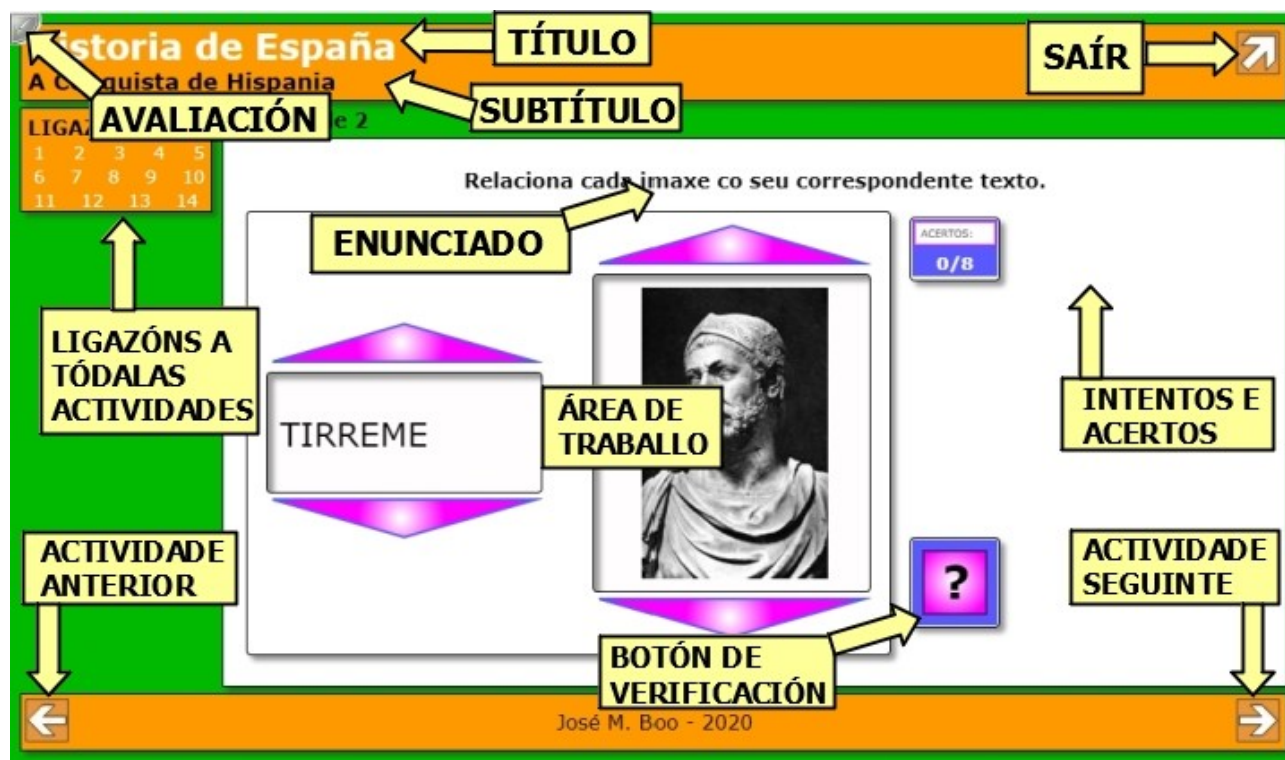 istoria de España
TÍTULO
SAÍR
A C quista de Hispania
SUBTÍTULO
AVALIACIÓN
LIGAZ
e 2
1 2 3 4 5
6 7 8 9 10
11 12 13 14
Relaciona cada imaxe co seu correspondente texto.
ENUNCIADO
ACERTOS:
0/8
LIGAZÓNS A
TÓDALAS
ACTIVIDADES
TIRREME
ÁREA DE
TRABALLO
INTENTOS E
ACERTOS
ACTIVIDADE
ANTERIOR
?
ACTIVIDADE
SEGUINTE
BOTÓN DE
VERIFICACIÓN
José M. Boo - 2020